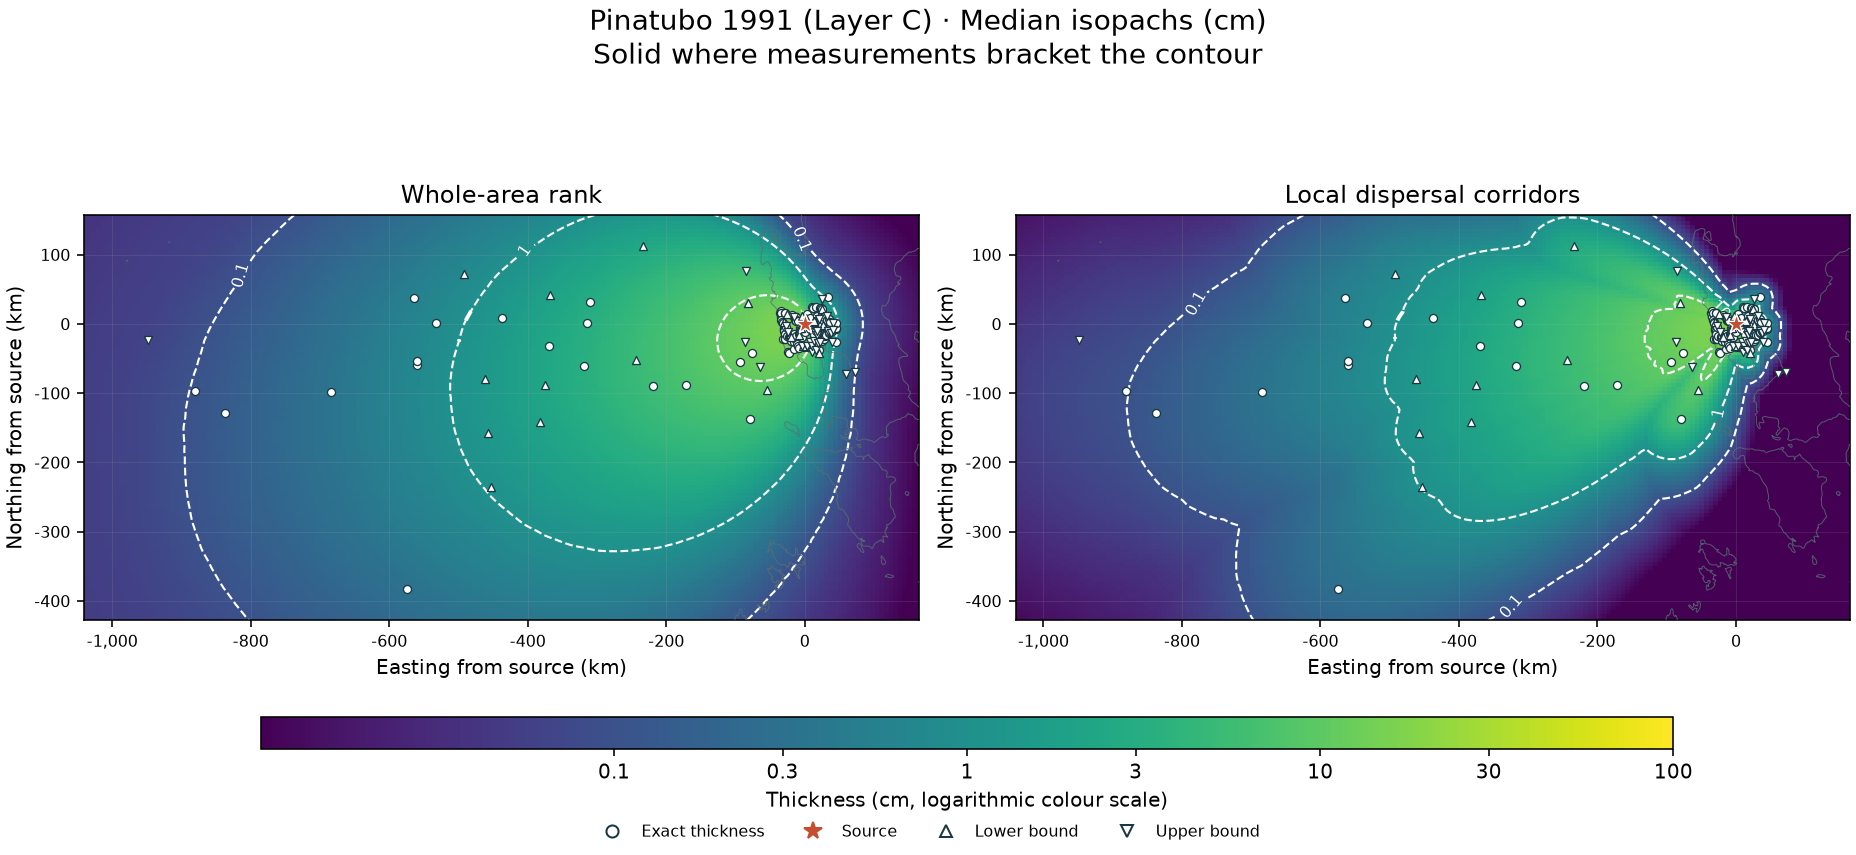 Pinatubo 1991 (Layer C) · Median isopachs (cm)
Solid where measurements bracket the contour
Whole-area rank
Local dispersal corridors
Northing from source (km)
100
0
-100
-200
-300
-400
0.1
1
0.1
-1,000
-800
-600
-400
-200
0
Easting from source (km)
Northing from source (km)
100
0
-100
-200
-300
-400
0.1
1
0.1
-1,000
-800
-600
-400
-200
0
Easting from source (km)
0.1
0.3
1
3
10
30
100
Thickness (cm, logarithmic colour scale)
Exact thickness
Source
Lower bound
Upper bound